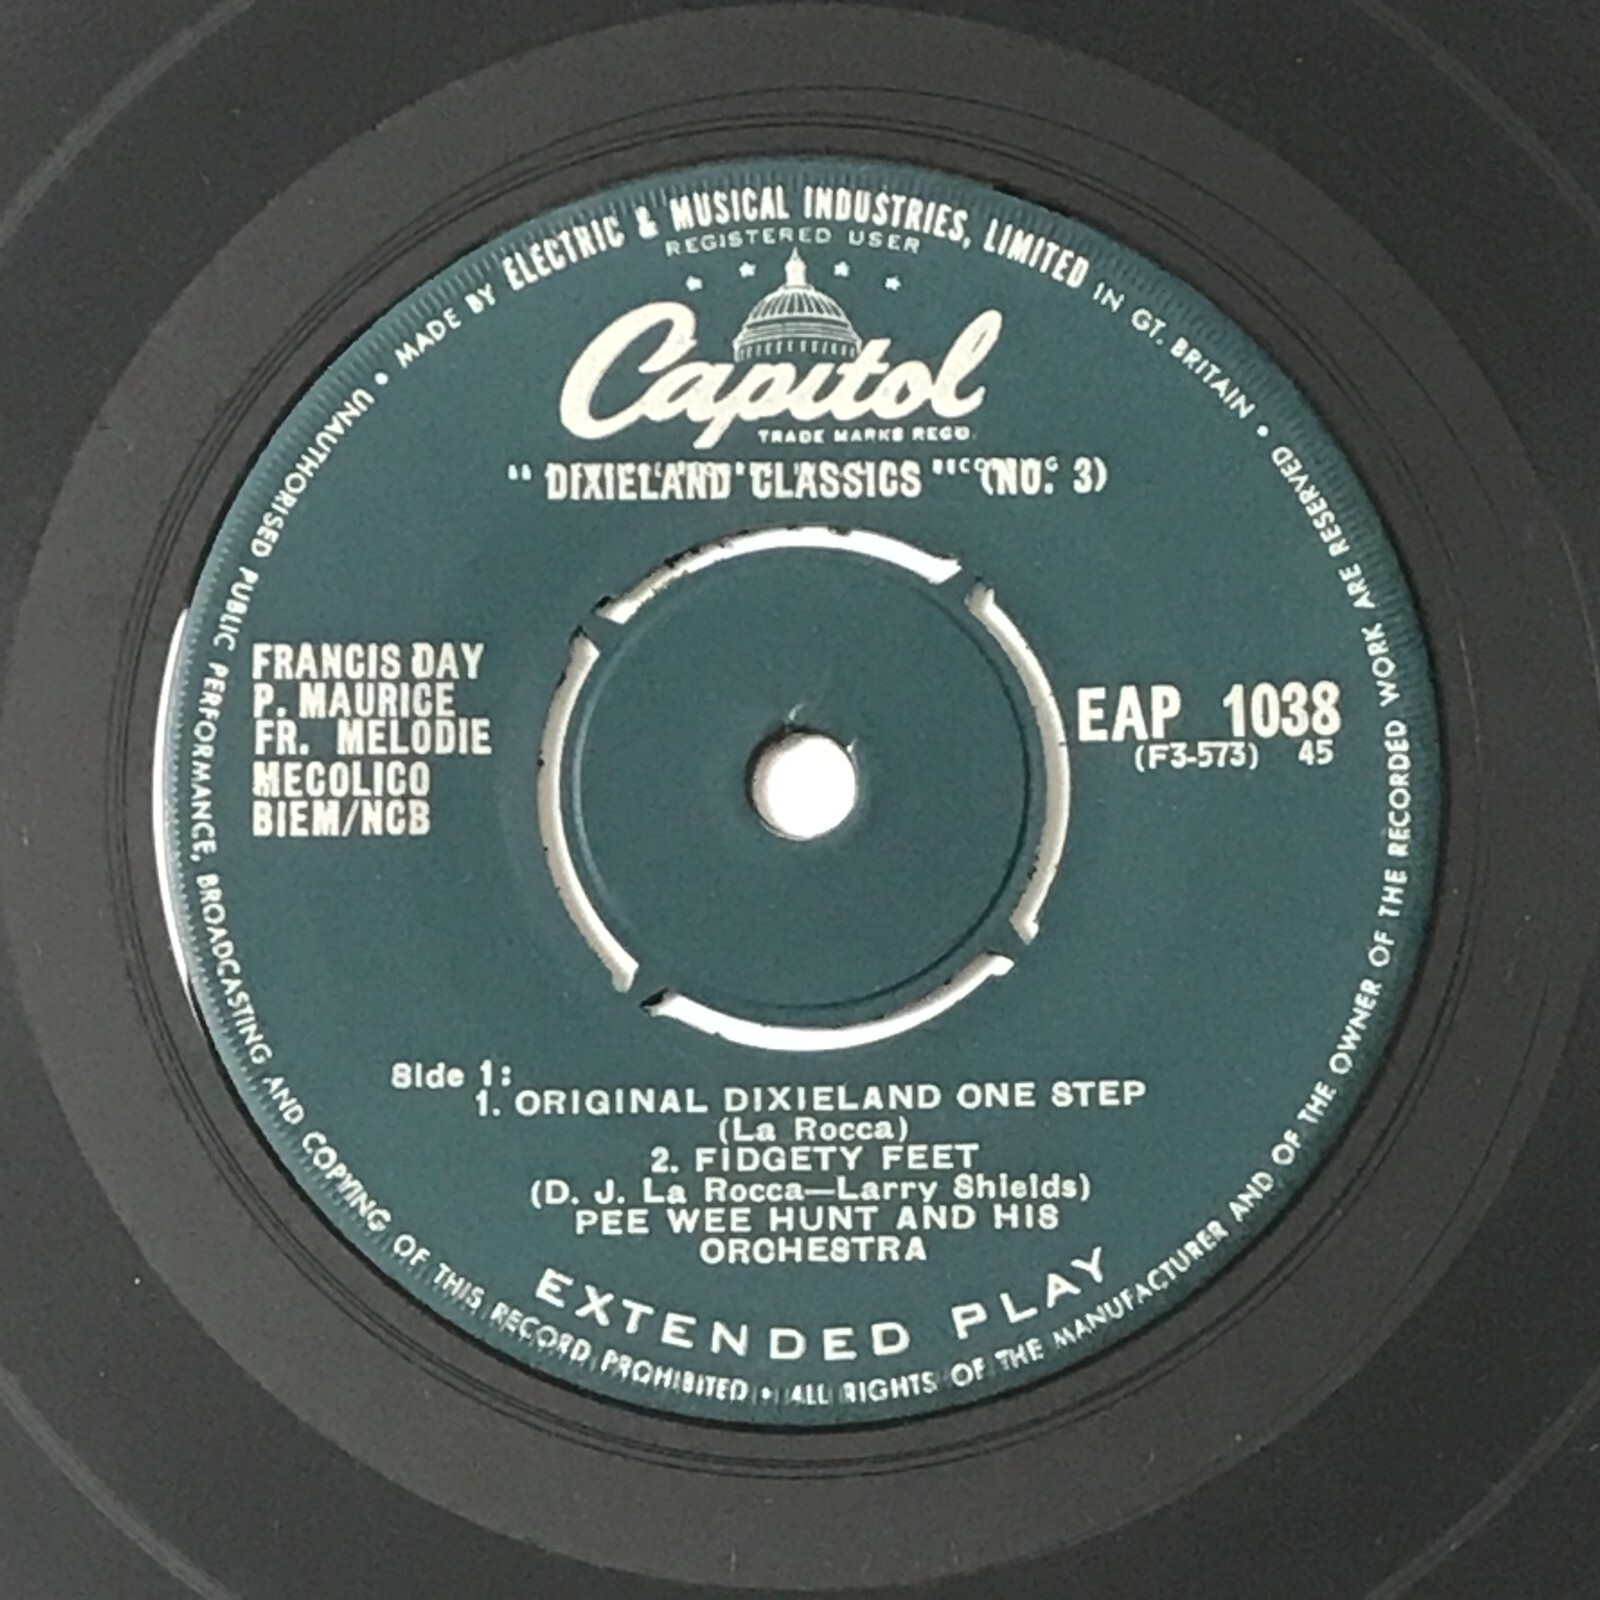 MADE BY ELECTRIC & MUSICAL INDUSTRIES, LIMITED IN GT. BRITAIN • ALL RIGHTS OF THE MANUFACTURER AND OF THE OWNER OF THE RECORDED WORK ARE RESERVED •
UNAUTHORISED PUBLIC PERFORMANCE, BROADCASTING AND COPYING OF THIS RECORD PROHIBITED •
REGISTERED USER
Capitol
TRADE MARKS REGD.
"DIXIELAND CLASSICS" (NO. 3)
FRANCIS DAY
P. MAURICE
FR. MELODIE
MECOLICO
BIEM/NCB
EAP 1038
(F3-573) 45
Side 1:
1. ORIGINAL DIXIELAND ONE STEP
(La Rocca)
2. FIDGETY FEET
(D. J. La Rocca—Larry Shields)
PEE WEE HUNT AND HIS
ORCHESTRA
EXTENDED PLAY